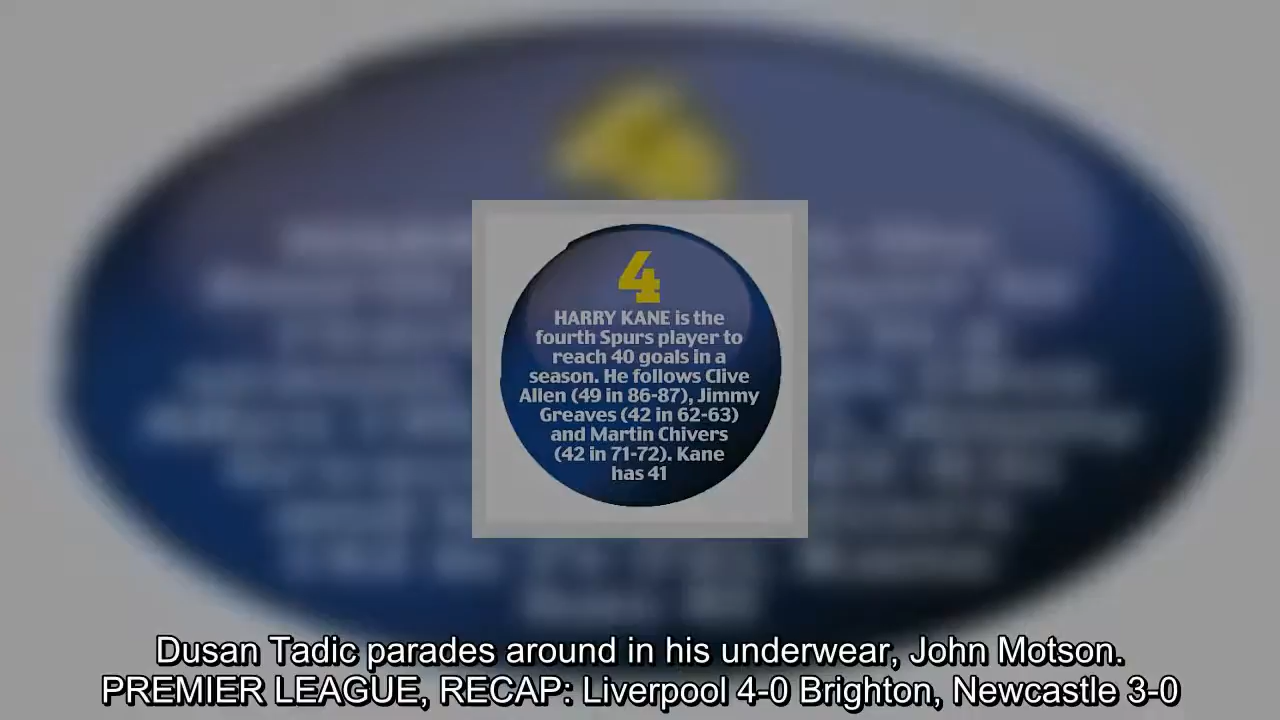 4
HARRY KANE is the
fourth Spurs player to
reach 40 goals in a
season. He follows Clive
Allen (49 in 86-87), Jimmy
Greaves (42 in 62-63)
and Martin Chivers
(42 in 71-72). Kane
has 41
Dusan Tadic parades around in his underwear, John Motson.
PREMIER LEAGUE, RECAP: Liverpool 4-0 Brighton, Newcastle 3-0